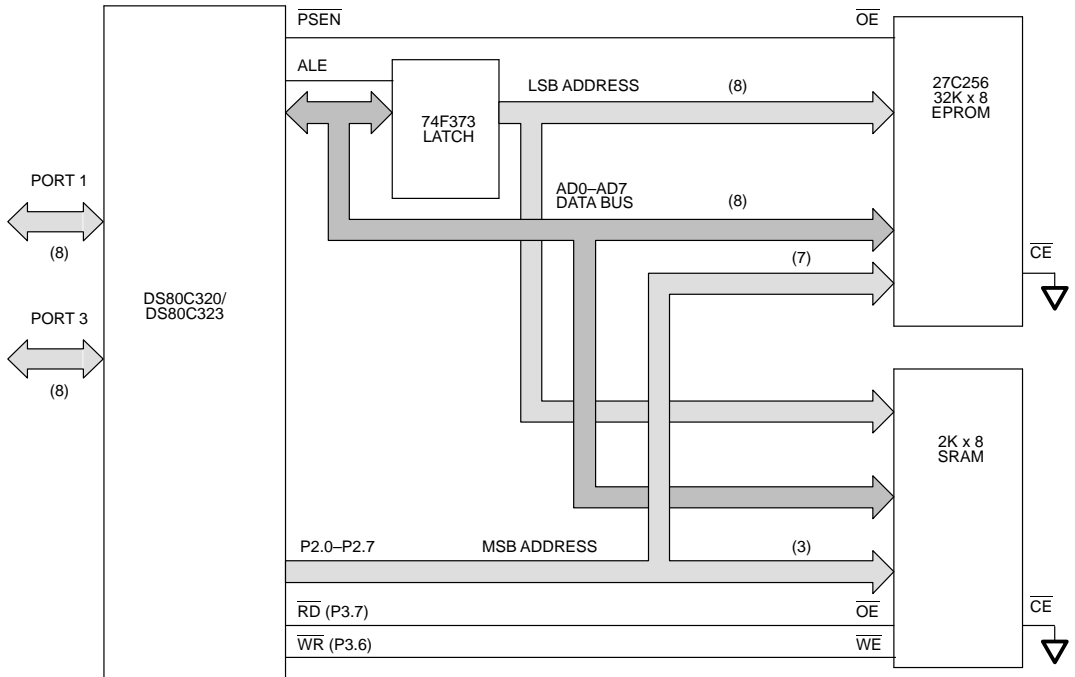 PSEN
OE
ALE
LSB ADDRESS
(8)
27C256
32K x 8
EPROM
74F373
LATCH
PORT 1
(8)
AD0–AD7
DATA BUS
(8)
(7)
CE
DS80C320/
DS80C323
PORT 3
(8)
2K x 8
SRAM
P2.0–P2.7
MSB ADDRESS
(3)
RD (P3.7)
OE
CE
WR (P3.6)
WE